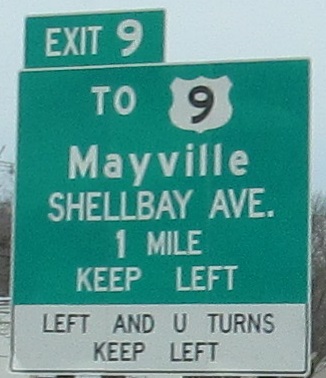 EXIT 9
TO 9
Mayville
SHELLBAY AVE.
1 MILE
KEEP LEFT
LEFT AND U TURNS
KEEP LEFT